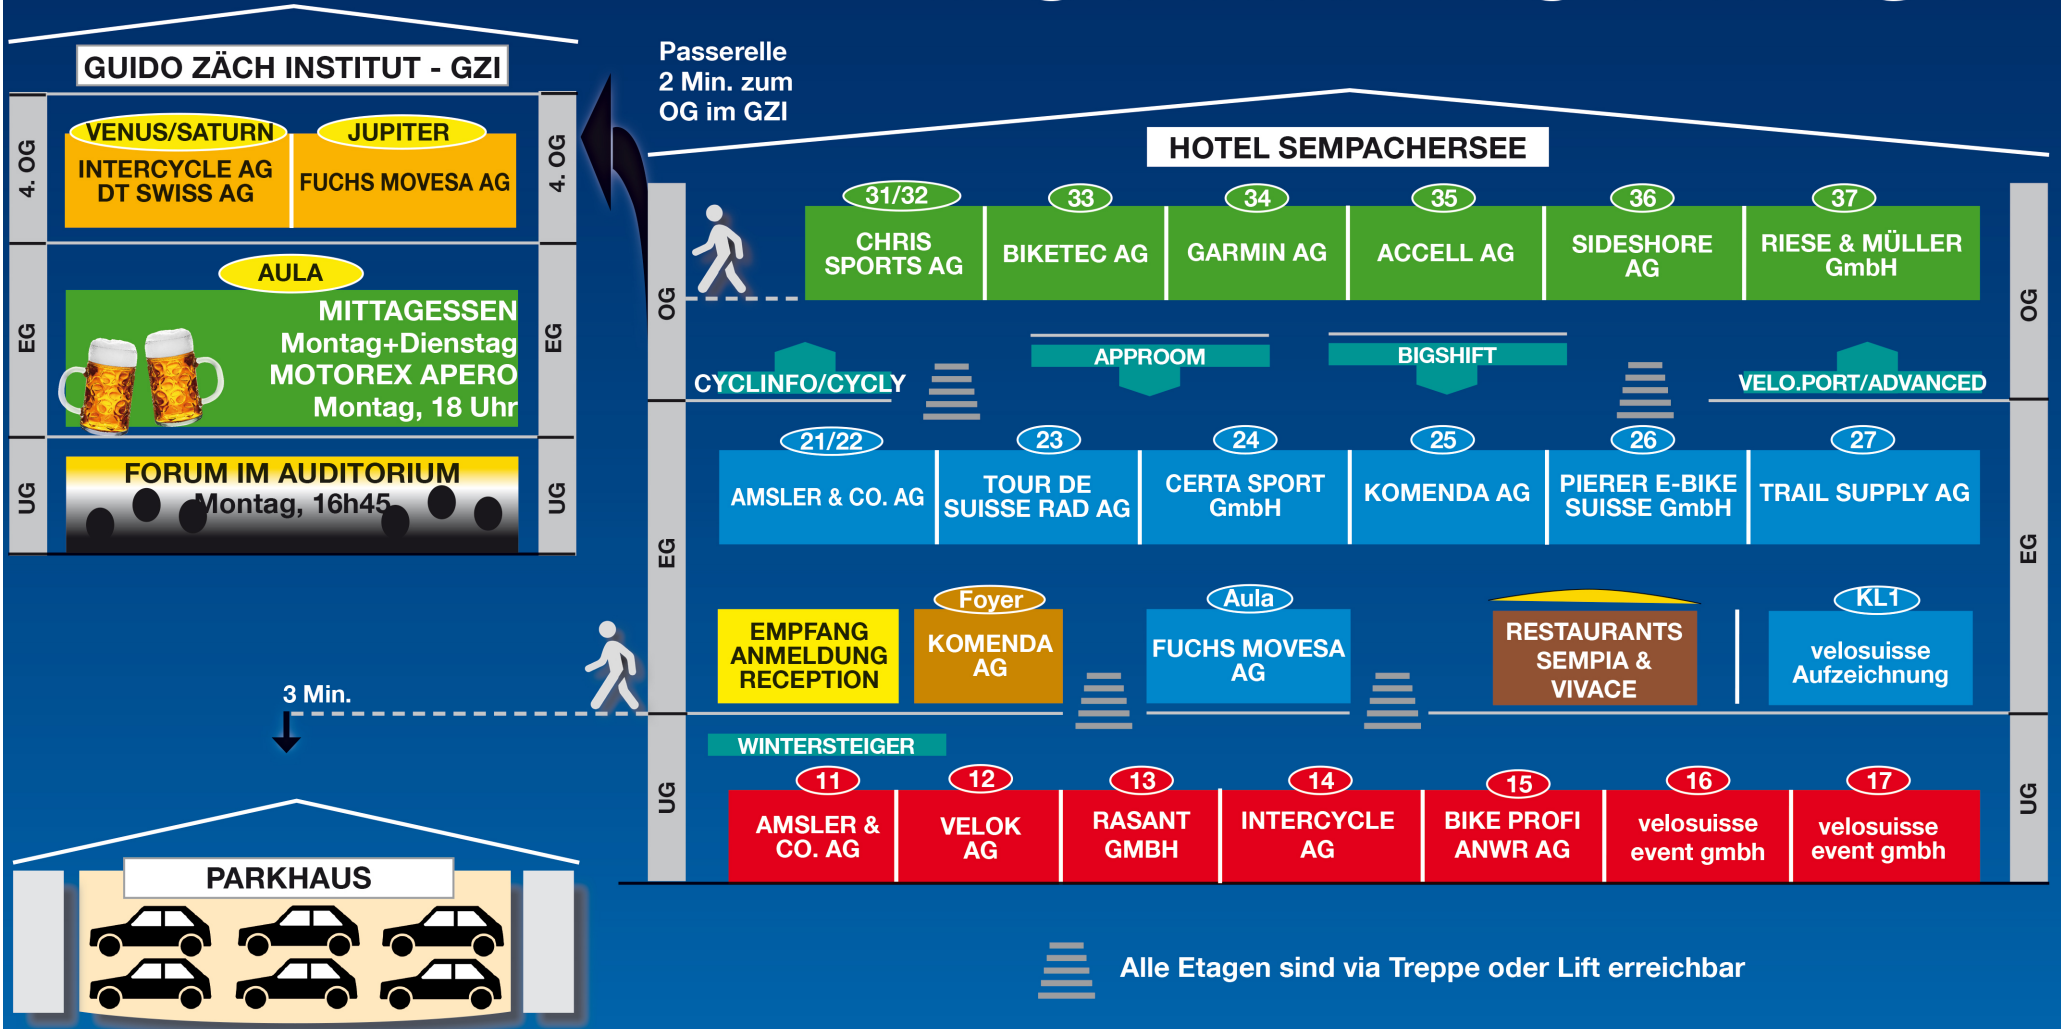 GUIDO ZÄCH INSTITUT - GZI
4. OG
4. OG
VENUS/SATURN
INTERCYCLE AG
DT SWISS AG
JUPITER
FUCHS MOVESA AG
EG
EG
AULA
MITTAGESSEN
Montag+Dienstag
MOTOREX APERO
Montag, 18 Uhr
UG
UG
FORUM IM AUDITORIUM
Montag, 16h45
Passerelle
2 Min. zum
OG im GZI
HOTEL SEMPACHERSEE
OG
OG
31/32
CHRIS
SPORTS AG
33
BIKETEC AG
34
GARMIN AG
35
ACCELL AG
36
SIDESHORE
AG
37
RIESE & MÜLLER
GmbH
CYCLINFO/CYCLY
APPROOM
BIGSHIFT
VELO.PORT/ADVANCED
EG
EG
21/22
AMSLER & CO. AG
23
TOUR DE
SUISSE RAD AG
24
CERTA SPORT
GmbH
25
KOMENDA AG
26
PIERER E-BIKE
SUISSE GmbH
27
TRAIL SUPPLY AG
EMPFANG
ANMELDUNG
RECEPTION
Foyer
KOMENDA
AG
Aula
FUCHS MOVESA
AG
RESTAURANTS
SEMPIA &
VIVACE
KL1
velosuisse
Aufzeichnung
3 Min.
UG
UG
WINTERSTEIGER
11
AMSLER &
CO. AG
12
VELOK
AG
13
RASANT
GMBH
14
INTERCYCLE
AG
15
BIKE PROFI
ANWR AG
16
velosuisse
event gmbh
17
velosuisse
event gmbh
PARKHAUS
Alle Etagen sind via Treppe oder Lift erreichbar